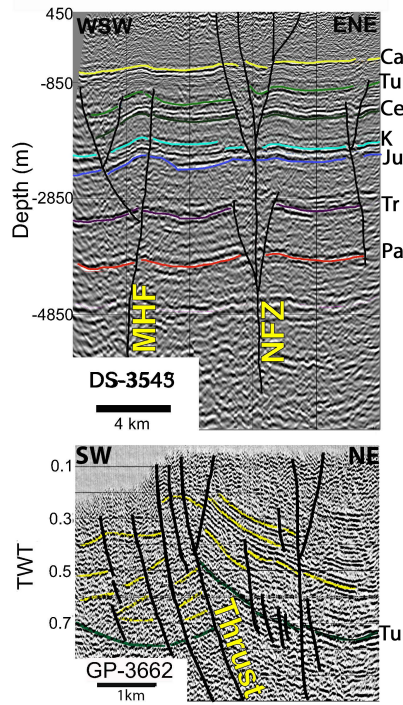 450
WSW
ENE
Ca
-850
Tu
Ce
K
Ju
-2850
Tr
Pa
Depth (m)
-4850
MHF
NFZ
DS-3543
4 km
SW
NE
0.1
0.3
0.5
0.7
TWT
Thrust
Tu
GP-3662
1km